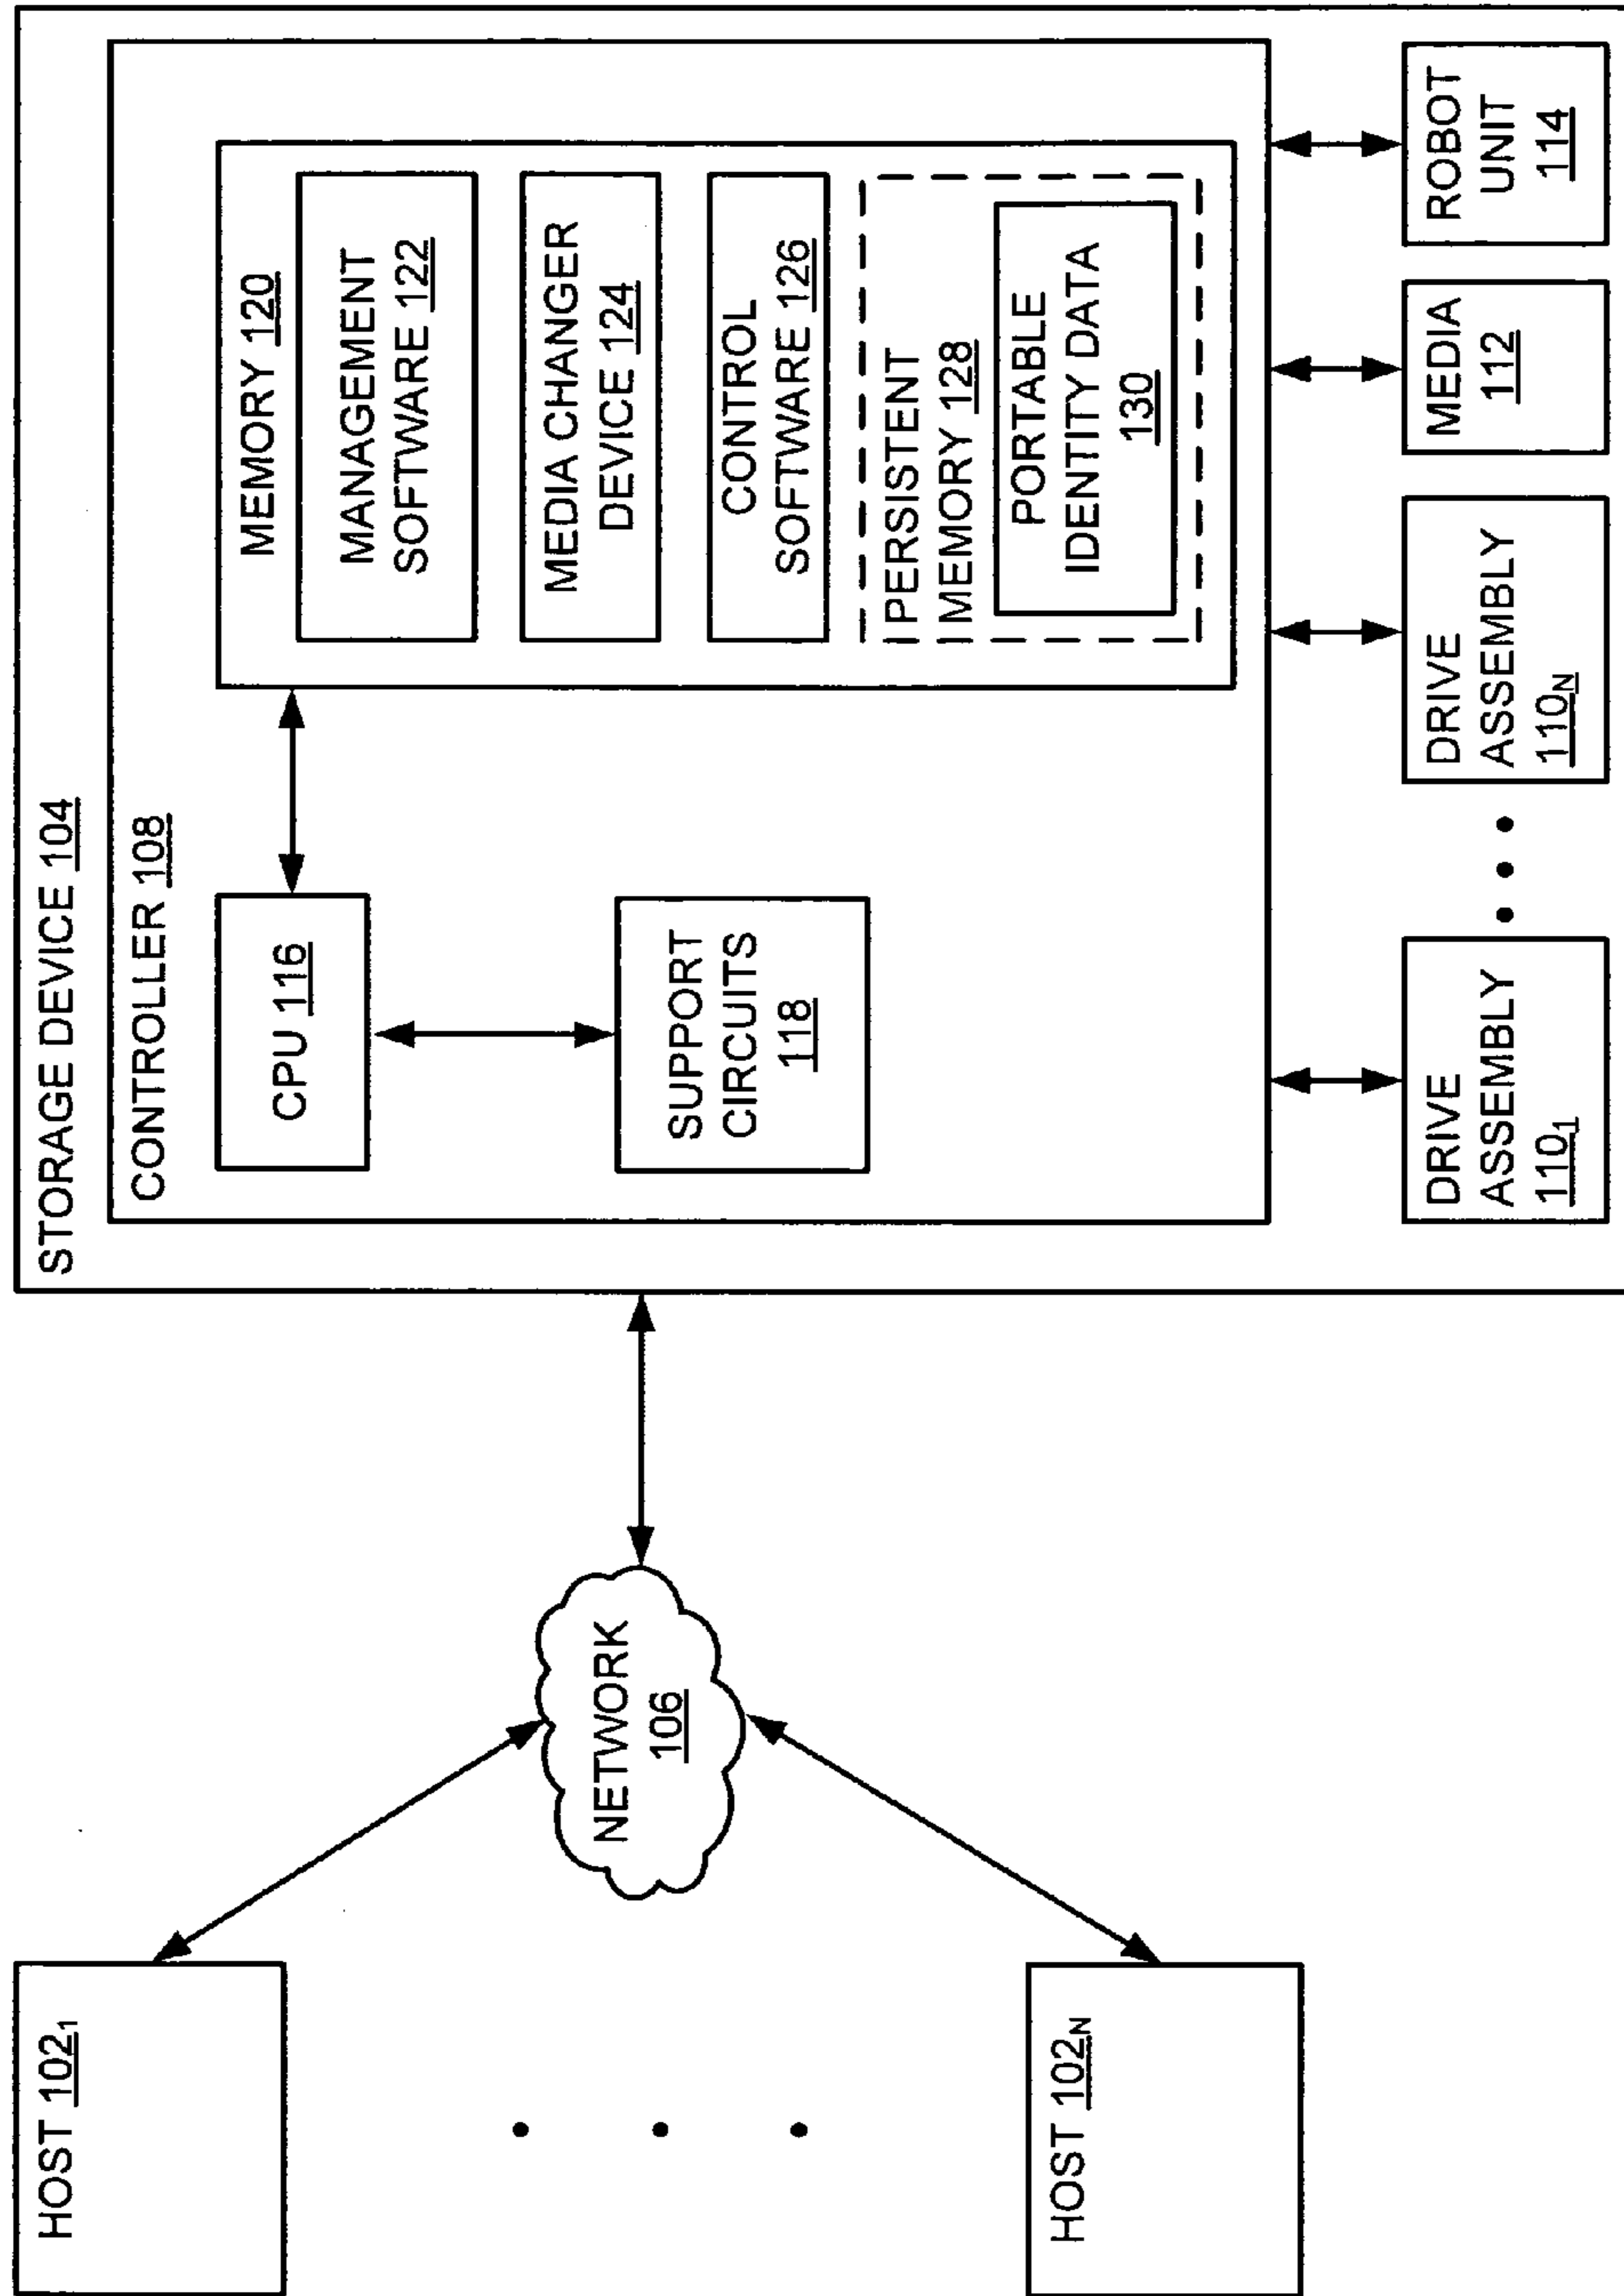 HOST 102₁
HOST 102N
NETWORK
106
STORAGE DEVICE 104
CONTROLLER 108
CPU 116
SUPPORT
CIRCUITS
118
MEMORY 120
MANAGEMENT
SOFTWARE 122
MEDIA CHANGER
DEVICE 124
CONTROL
SOFTWARE 126
PERSISTENT
MEMORY 128
PORTABLE
IDENTITY DATA
130
DRIVE
ASSEMBLY
110₁
DRIVE
ASSEMBLY
110N
MEDIA
112
ROBOT
UNIT
114